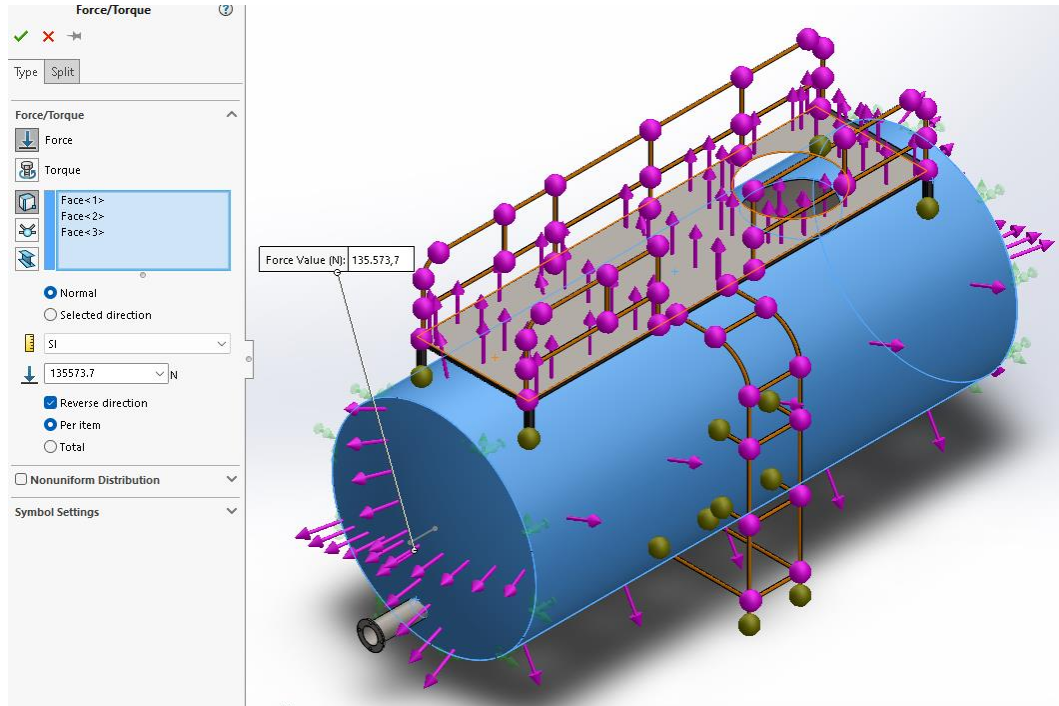 Force/Torque
?
Type Split
Force/Torque
Force
Torque
Face<1>
Face<2>
Face<3>
Normal
Selected direction
SI
135573.7 N
Reverse direction
Per item
Total
Nonuniform Distribution
Symbol Settings
Force Value (N): 135.573,7